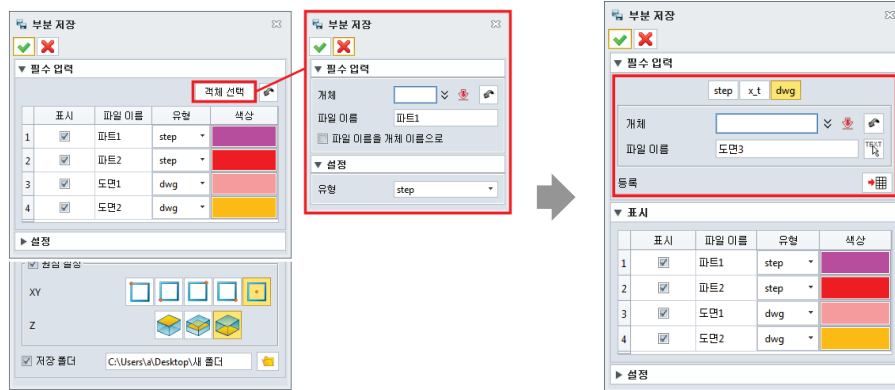 부분 저장
▼ 필수 입력
객체 선택
표시 파일 이름 유형 색상
1 파트1 step
2 파트2 step
3 도면1 dwg
4 도면2 dwg
▶ 설정
원점 설정
XY
Z
저장 폴더 C:\Users\a\Desktop\새 폴더
부분 저장
▼ 필수 입력
개체
파일 이름 파트1
파일 이름을 개체 이름으로
▼ 설정
유형 step
부분 저장
▼ 필수 입력
step x_t dwg
개체
파일 이름 도면3 TEXT
등록
▼ 표시
표시 파일 이름 유형 색상
1 파트1 step
2 파트2 step
3 도면1 dwg
4 도면2 dwg
▶ 설정